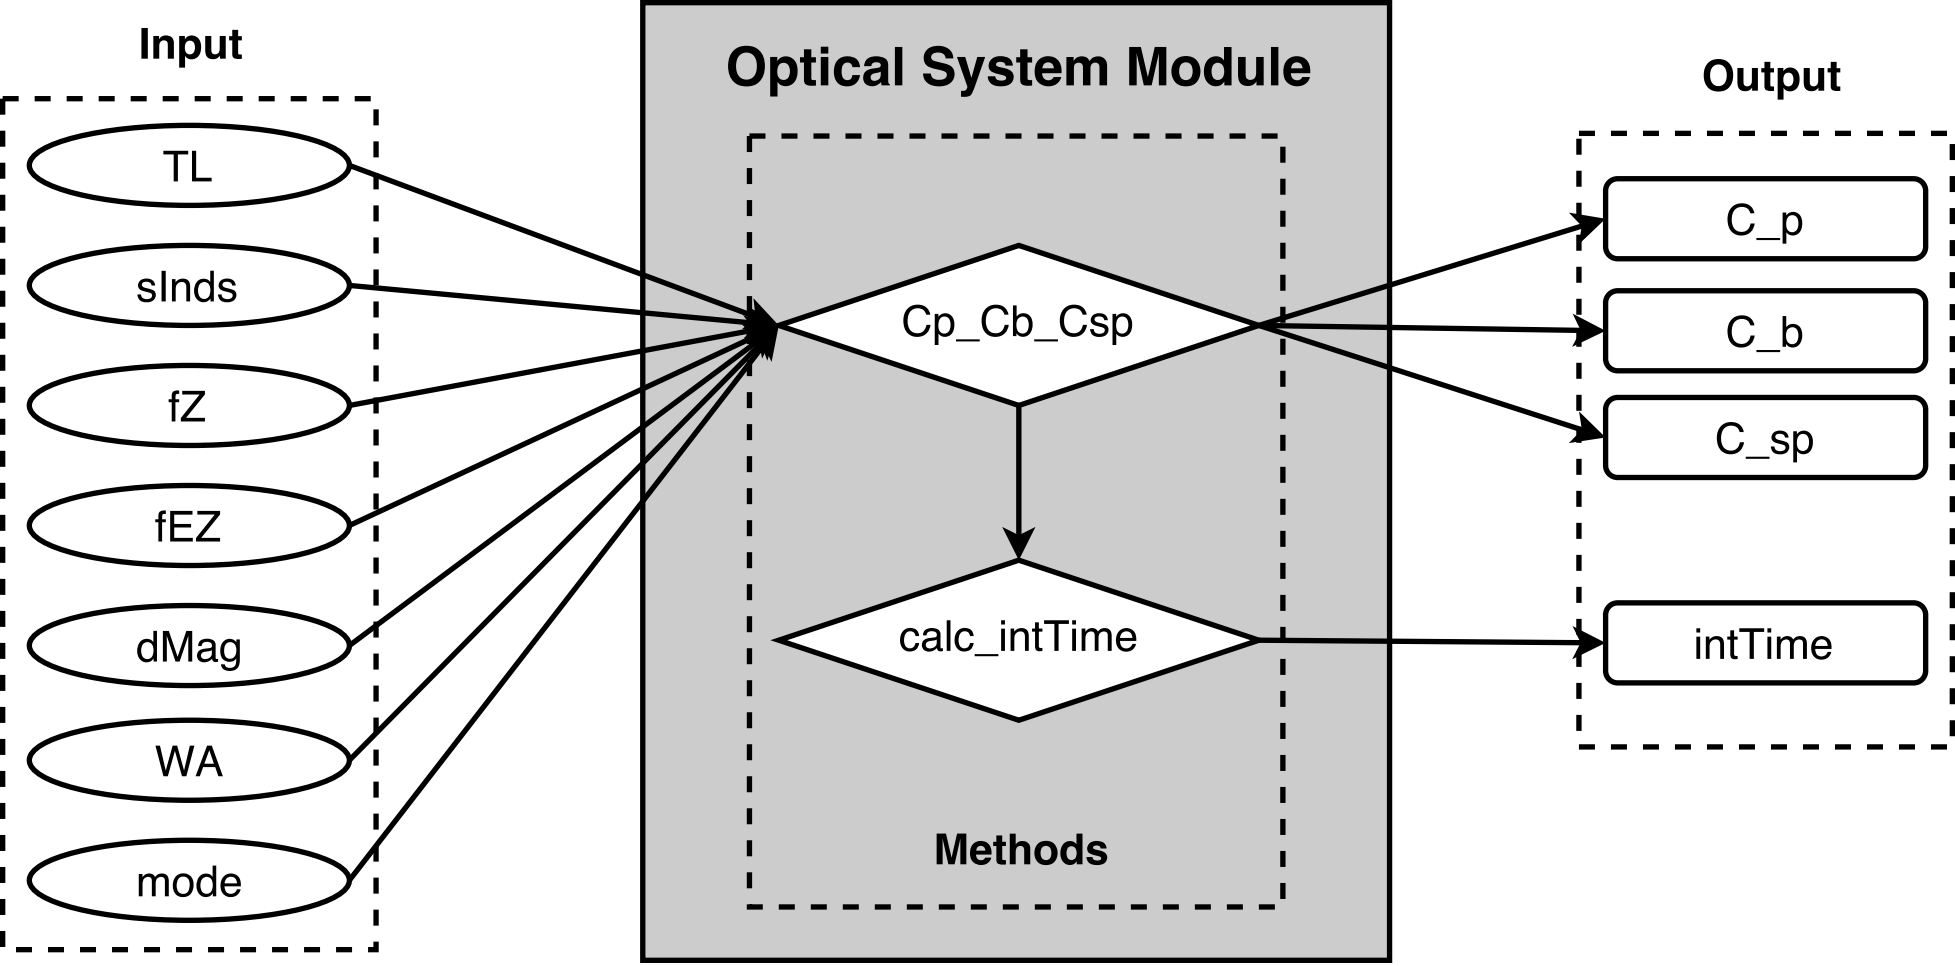 Input
TL
sInds
fZ
fEZ
dMag
WA
mode
Optical System Module
Cp_Cb_Csp
calc_intTime
Methods
Output
C_p
C_b
C_sp
intTime